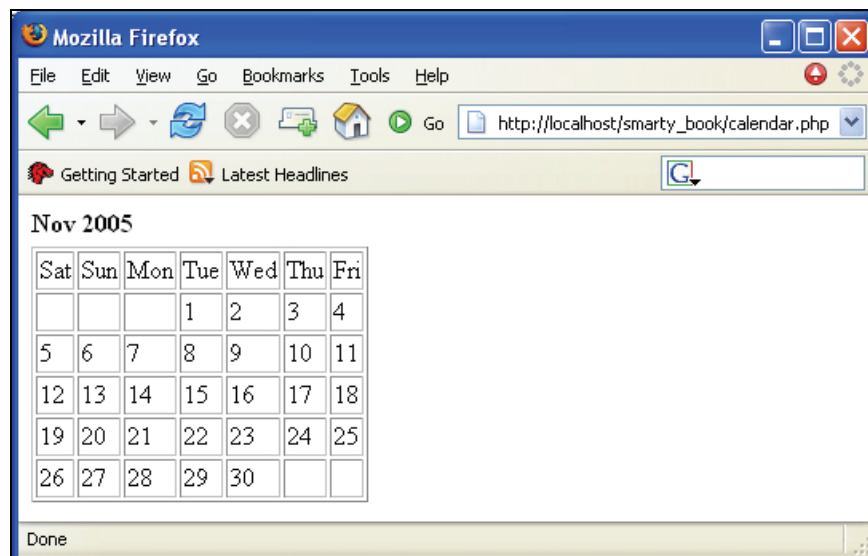 Mozilla Firefox
File Edit View Go Bookmarks Tools Help
Go http://localhost/smarty_book/calendar.php
Getting Started Latest Headlines G
Nov 2005
Sat Sun Mon Tue Wed Thu Fri
1 2 3 4
5 6 7 8 9 10 11
12 13 14 15 16 17 18
19 20 21 22 23 24 25
26 27 28 29 30
Done